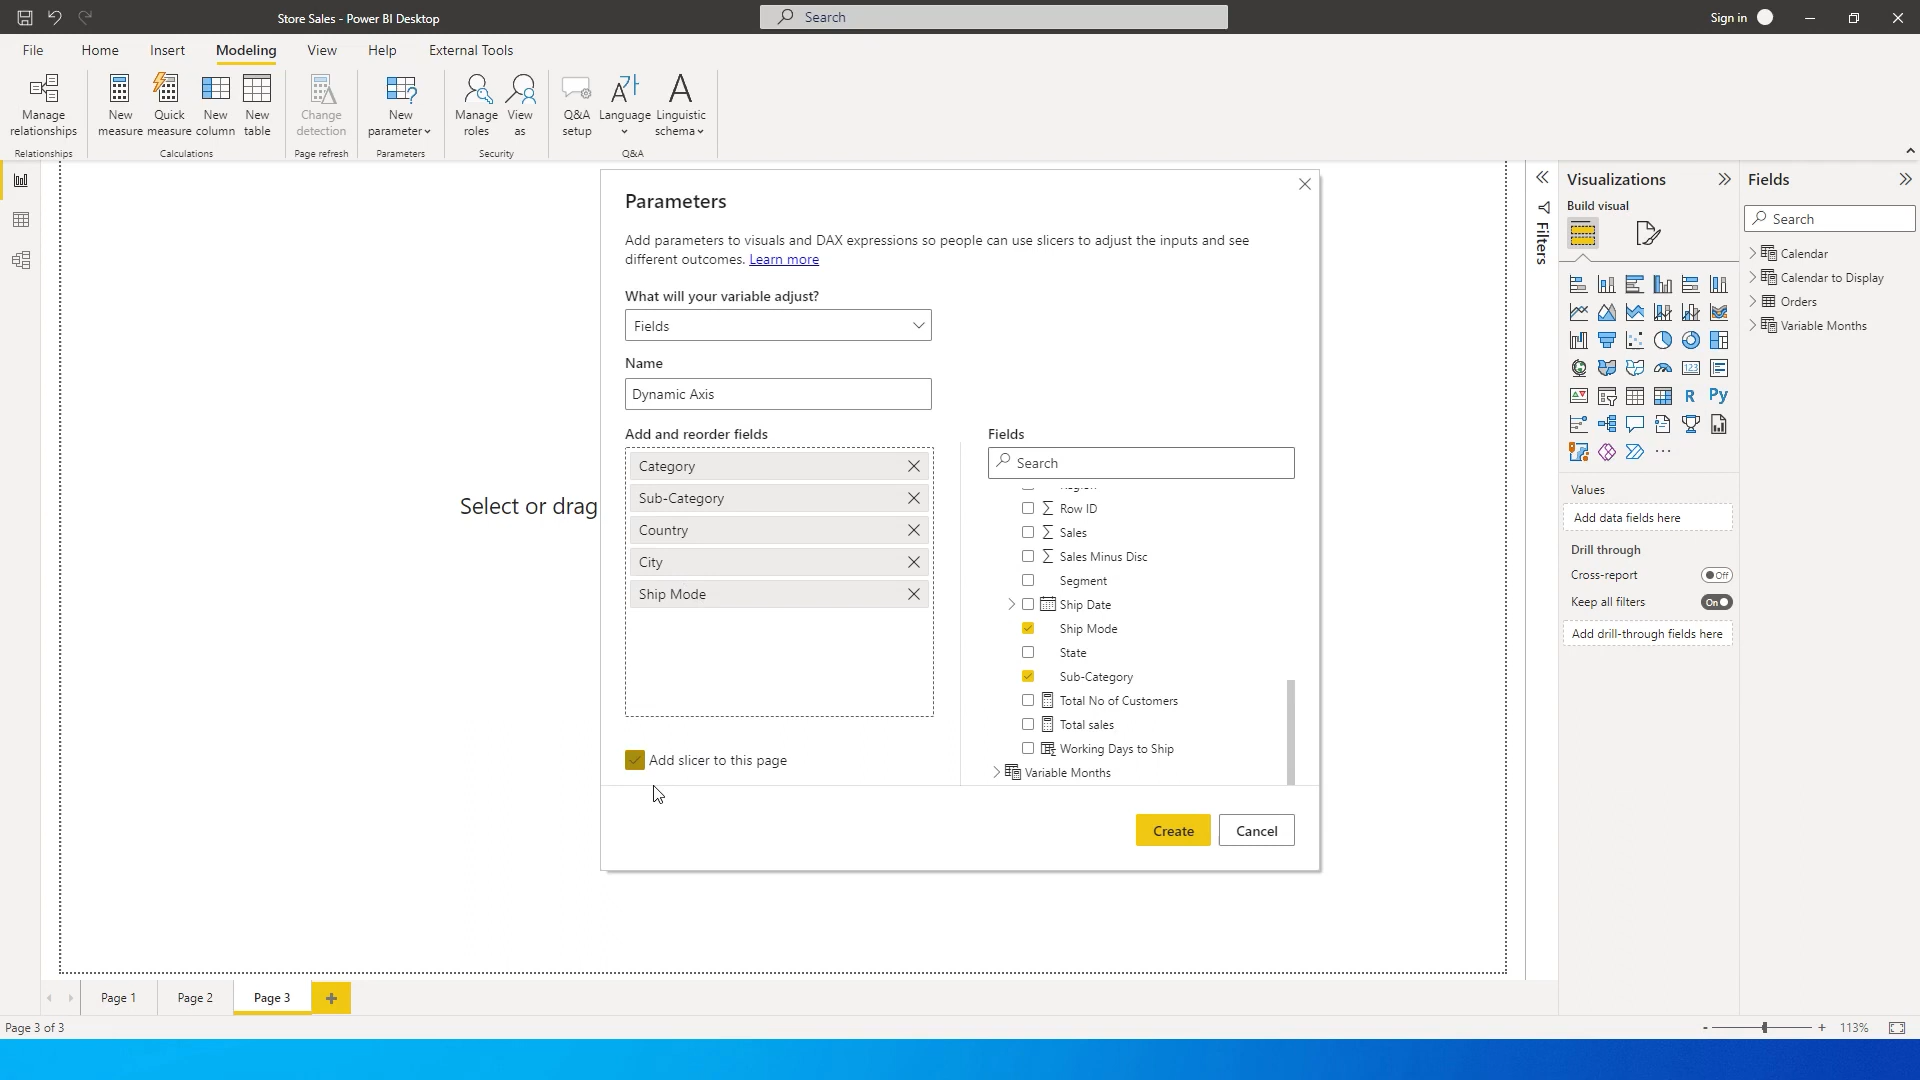 Store Sales - Power BI Desktop
Search
Sign in
File
Home
Insert
Modeling
View
Help
External Tools
Manage relationships
New measure
Quick measure
New column
New table
Change detection
New parameter
Manage roles
View as
Q&A setup
Language
Linguistic schema
Relationships
Calculations
Page refresh
Parameters
Security
Q&A
Select or drag
Parameters
Add parameters to visuals and DAX expressions so people can use slicers to adjust the inputs and see
different outcomes. Learn more
What will your variable adjust?
Fields
Name
Dynamic Axis
Add and reorder fields
Category
Sub-Category
Country
City
Ship Mode
Add slicer to this page
Fields
Search
Region
Row ID
Sales
Sales Minus Disc
Segment
Ship Date
Ship Mode
State
Sub-Category
Total No of Customers
Total sales
Working Days to Ship
Variable Months
Create
Cancel
Filters
Visualizations
Build visual
123
R
Py
Values
Add data fields here
Drill through
Cross-report
Off
Keep all filters
On
Add drill-through fields here
Fields
Search
Calendar
Calendar to Display
Orders
Variable Months
Page 1
Page 2
Page 3
Page 3 of 3
- + 113%